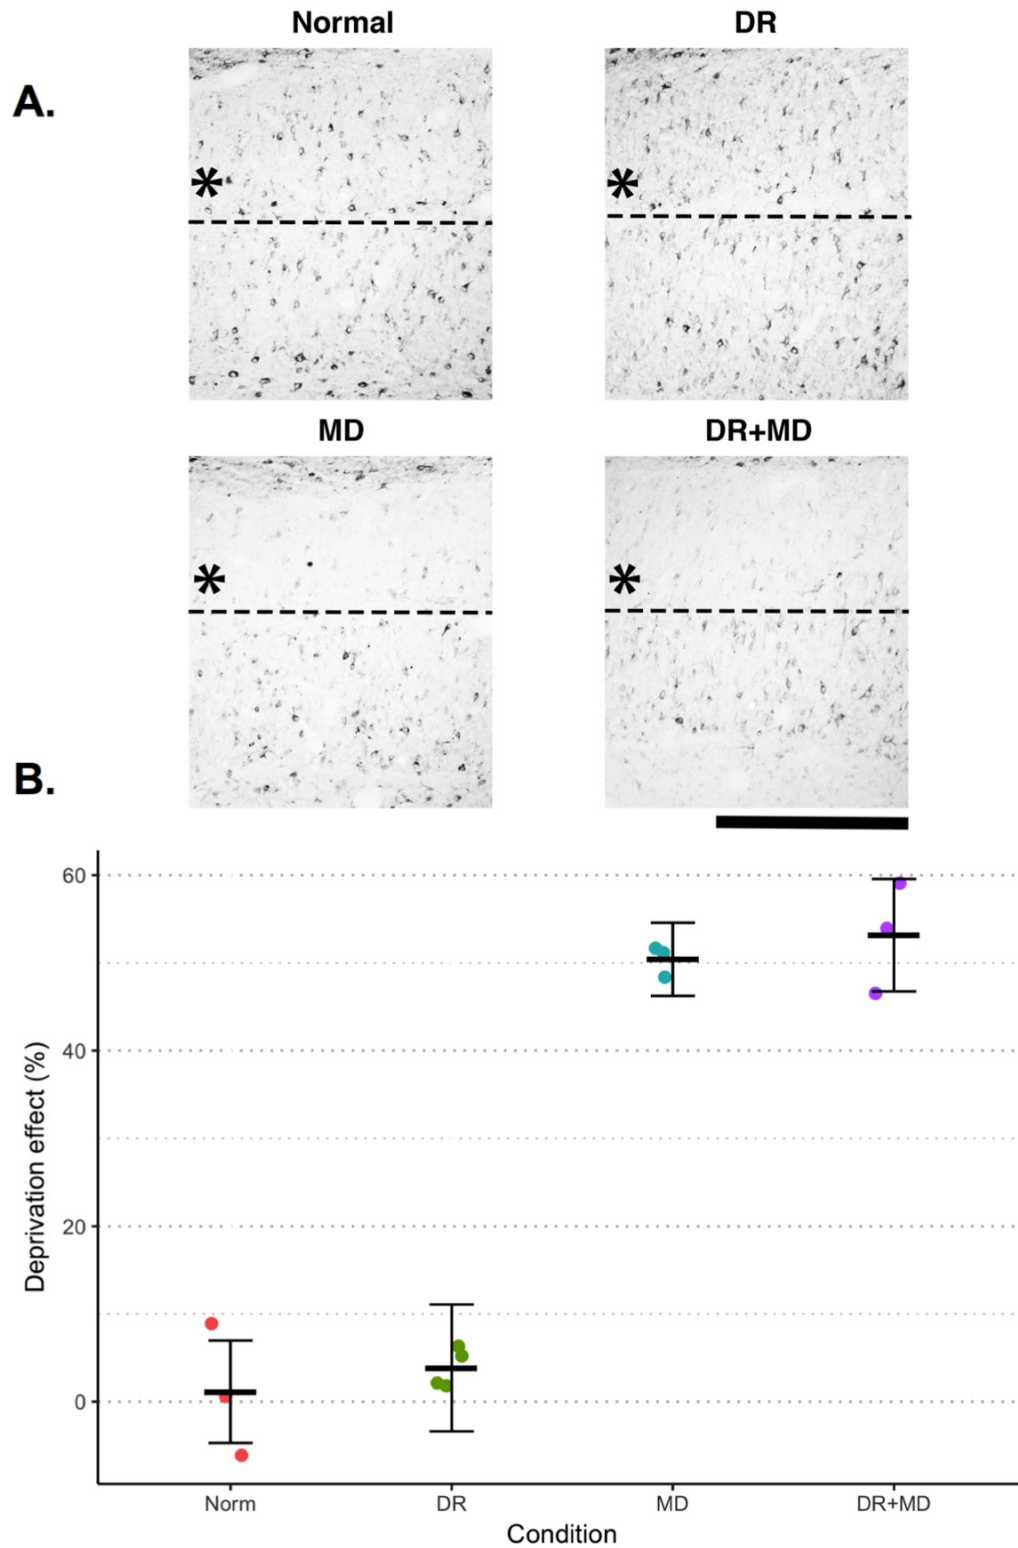 Normal
DR
A.
*
*
MD
DR+MD
*
*
B.
60
40
20
0
Deprivation effect (%)
Norm
DR
MD
DR+MD
Condition